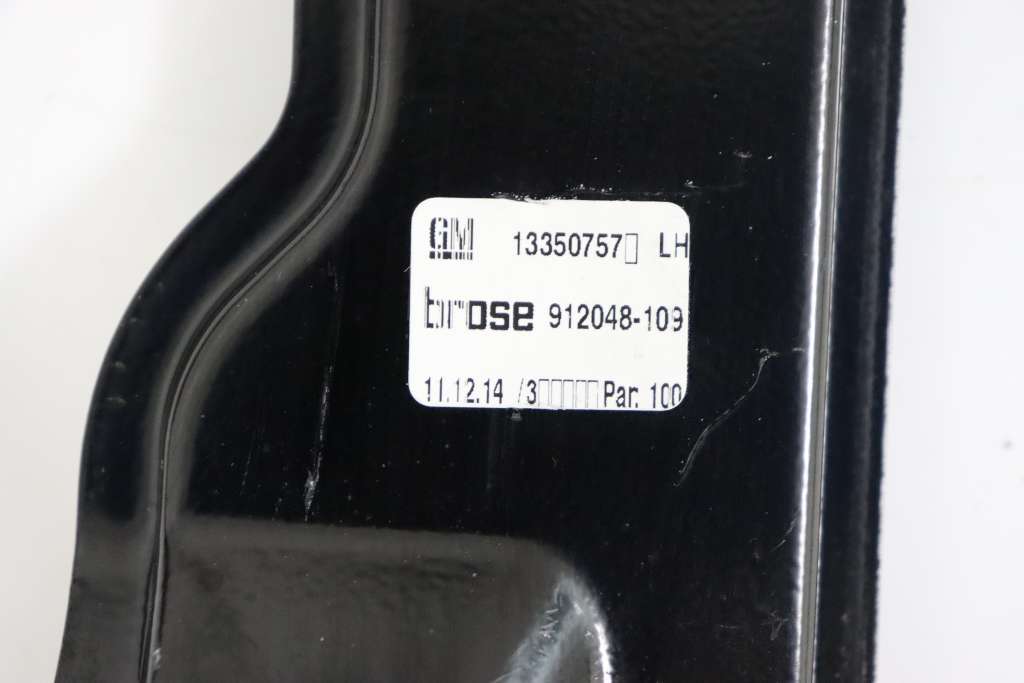 GM 13350757▯ LH
brose 912048-109
11.12.14 /3▯▯▯▯▯ Par. 100